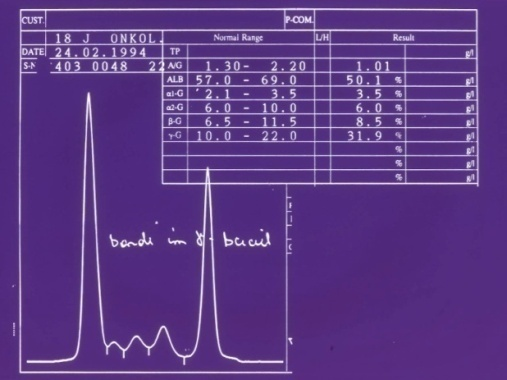 CUST. P-COM.
18 J ONKOL. Normal Range L/H Result
DATE 24.02.1994 TP g/l
S-N 403 0048 22 A/G 1.30- 2.20 1.01
ALB 57.0 - 69.0 50.1 % g/l
α1-G 2.1 - 3.5 3.5 % g/l
α2-G 6.0 - 10.0 6.0 % g/l
β-G 6.5 - 11.5 8.5 % g/l
γ-G 10.0 - 22.0 31.9 % g/l
% g/l
% g/l
% g/l
bande im γ-